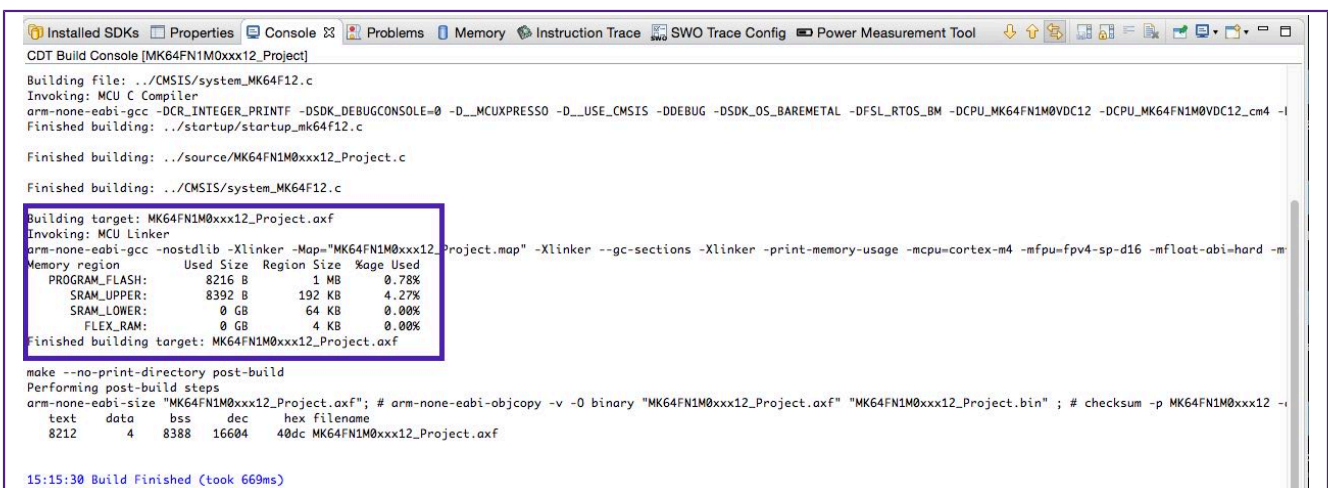 Installed SDKs Properties Console Problems Memory Instruction Trace SWO Trace Config Power Measurement Tool
CDT Build Console [MK64FN1M0xxx12_Project]
Building file: ../CMSIS/system_MK64F12.c
Invoking: MCU C Compiler
arm-none-eabi-gcc -DCR_INTEGER_PRINTF -DSDK_DEBUGCONSOLE=0 -D__MCUXPRESSO -D__USE_CMSIS -DDEBUG -DSDK_OS_BAREMETAL -DFSL_RTOS_BM -DCPU_MK64FN1M0VDC12 -DCPU_MK64FN1M0VDC12_cm4
Finished building: ../startup/startup_mk64f12.c
Finished building: ../source/MK64FN1M0xxx12_Project.c
Finished building: ../CMSIS/system_MK64F12.c
Building target: MK64FN1M0xxx12_Project.axf
Invoking: MCU Linker
arm-none-eabi-gcc -nostdlib -Xlinker -Map="MK64FN1M0xxx12_Project.map" -Xlinker --gc-sections -Xlinker -print-memory-usage -mcpu=cortex-m4 -mfpu=fpv4-sp-d16 -mfloat-abi=hard
Memory region Used Size Region Size %age Used
PROGRAM_FLASH: 8216 B 1 MB 0.78%
SRAM_UPPER: 8392 B 192 KB 4.27%
SRAM_LOWER: 0 GB 64 KB 0.00%
FLEX_RAM: 0 GB 4 KB 0.00%
Finished building target: MK64FN1M0xxx12_Project.axf
make --no-print-directory post-build
Performing post-build steps
arm-none-eabi-size "MK64FN1M0xxx12_Project.axf"; # arm-none-eabi-objcopy -v -O binary "MK64FN1M0xxx12_Project.axf" "MK64FN1M0xxx12_Project.bin" ; # checksum -p MK64FN1M0xxx12
text data bss dec hex filename
8212 4 8388 16604 40dc MK64FN1M0xxx12_Project.axf
15:15:30 Build Finished (took 669ms)